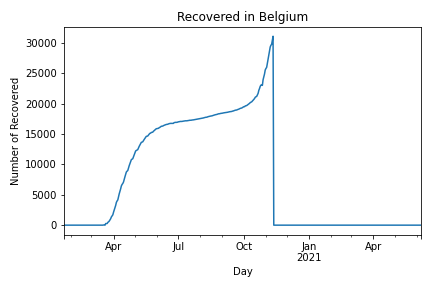 Recovered in Belgium
30000
25000
20000
15000
10000
5000
0
Number of Recovered
Apr Jul Oct Jan Apr
2021
Day